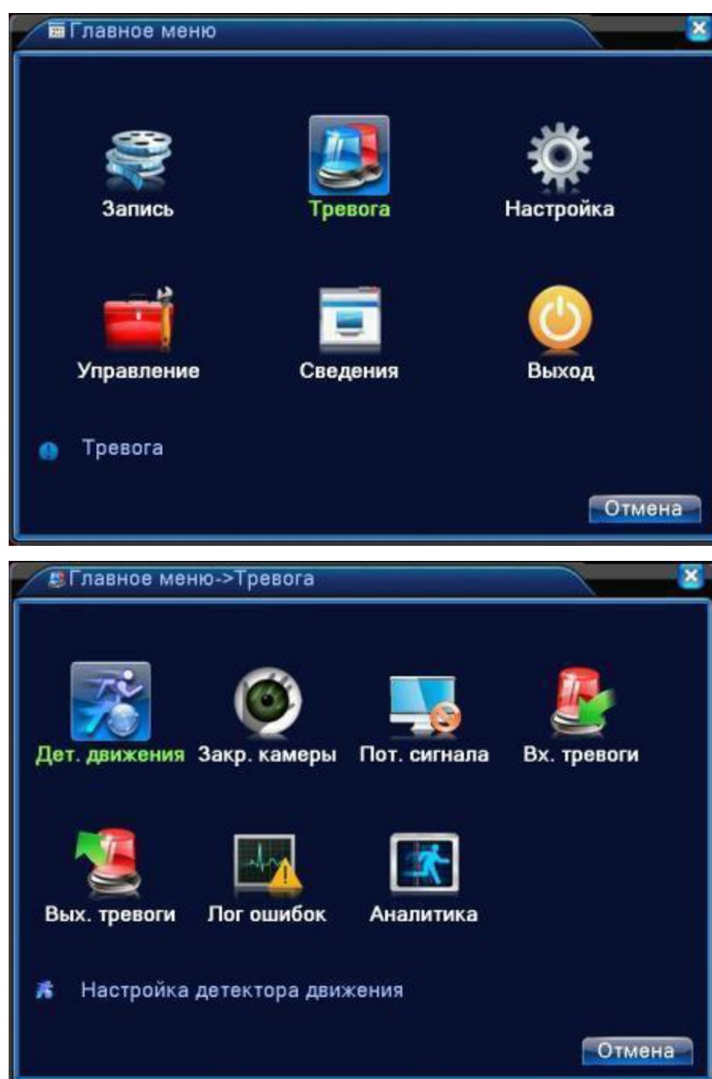 Главное меню
Запись Тревога Настройка
Управление Сведения Выход
Тревога
Отмена
Главное меню->Тревога
Дет. движения Закр. камеры Пот. сигнала Вх. тревоги
Вых. тревоги Лог ошибок Аналитика
Настройка детектора движения
Отмена